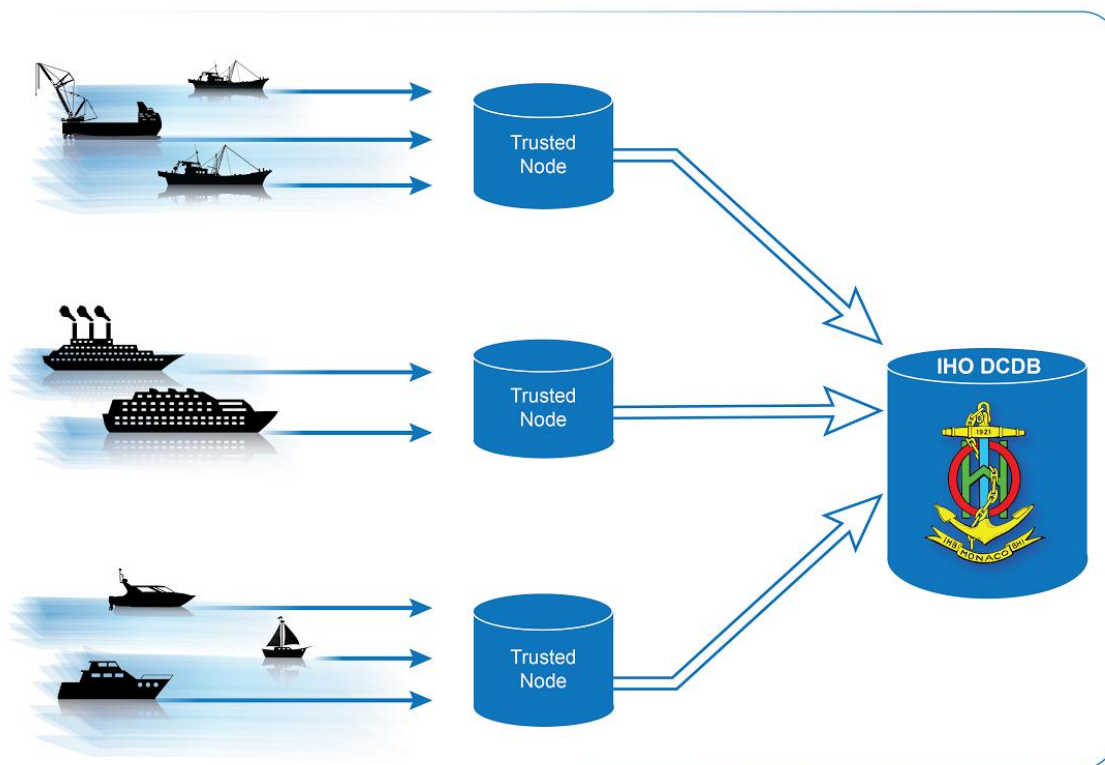 Trusted
Node
IHO DCDB
1921
Trusted
Node
IHB MONACO BHI
Trusted
Node